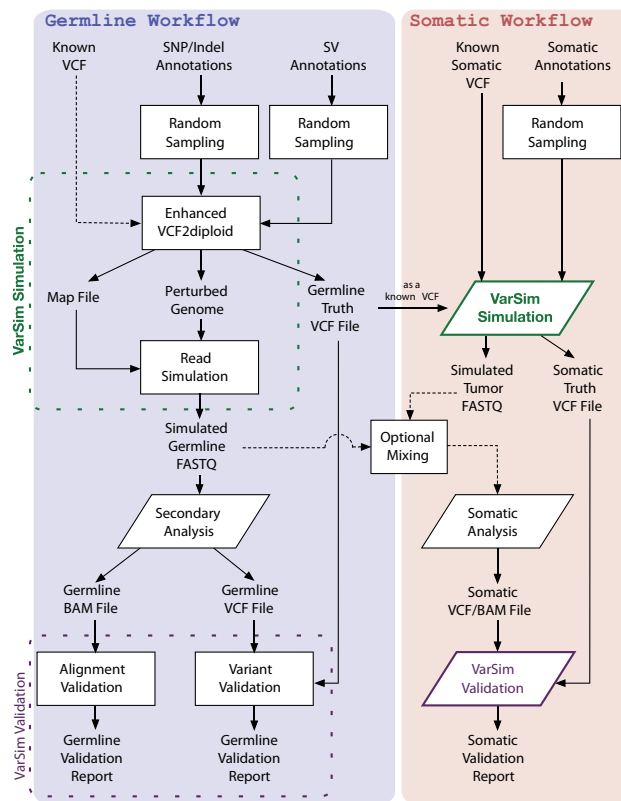 Germline Workflow
Somatic Workflow
Known
VCF
SNP/Indel
Annotations
SV
Annotations
Known
Somatic
VCF
Somatic
Annotations
Random
Sampling
Random
Sampling
Random
Sampling
VarSim Simulation
Enhanced
VCF2diploid
Map File
Perturbed
Genome
Germline
Truth
VCF File
as a
known VCF
VarSim
Simulation
Read
Simulation
Simulated
Tumor
FASTQ
Somatic
Truth
VCF File
Simulated
Germline
FASTQ
Optional
Mixing
Secondary
Analysis
Somatic
Analysis
Germline
BAM File
Germline
VCF File
Somatic
VCF/BAM File
VarSim Validation
Alignment
Validation
Variant
Validation
VarSim
Validation
Germline
Validation
Report
Germline
Validation
Report
Somatic
Validation
Report